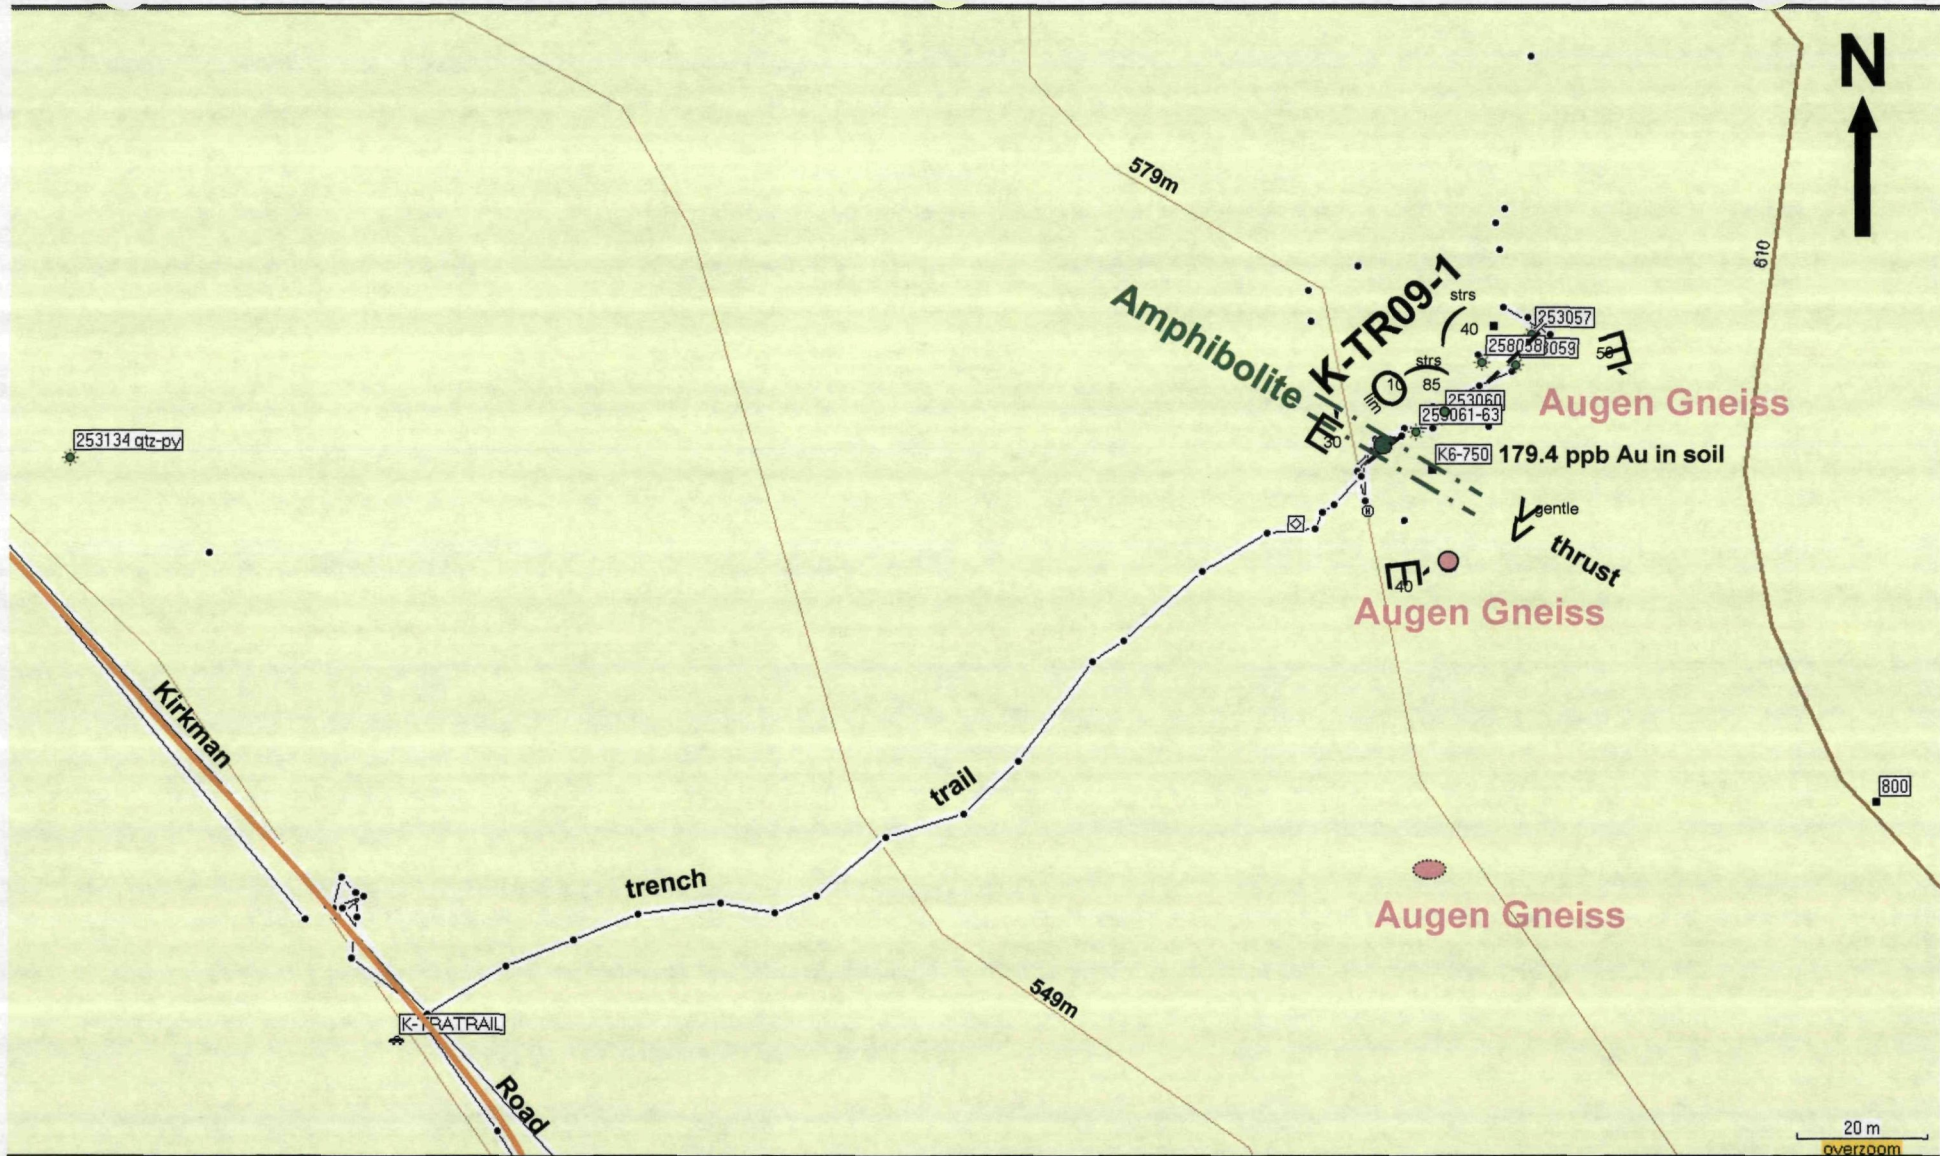 N
579m
610
Amphibolite
K-TR09-1
strs
40
253057
258058
3059
50
strs
10
85
lim
253060
253061-63
Augen Gneiss
30
K6-750
179.4 ppb Au in soil
253134 qtz-py
gentle
thrust
40
Augen Gneiss
Kirkman
trail
800
trench
Augen Gneiss
549m
K-TRATRAIL
Road
20 m
overzoom